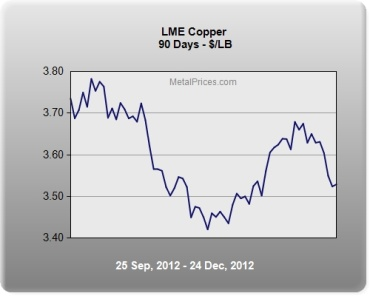 LME Copper
90 Days - $/LB
MetalPrices.com
3.80
3.70
3.60
3.50
3.40
25 Sep, 2012 - 24 Dec, 2012